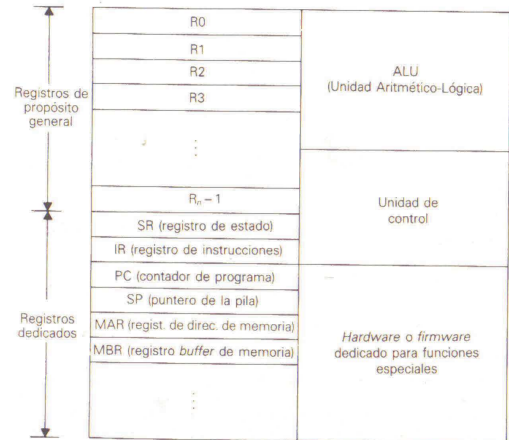 Registros de
propósito
general
Registros
dedicados
R0
R1
R2
R3
⋮
Rₙ – 1
SR (registro de estado)
IR (registro de instrucciones)
PC (contador de programa)
SP (puntero de la pila)
MAR (regist. de direc. de memoria)
MBR (registro buffer de memoria)
⋮
ALU
(Unidad Aritmético-Lógica)
Unidad de
control
Hardware o firmware
dedicado para funciones
especiales